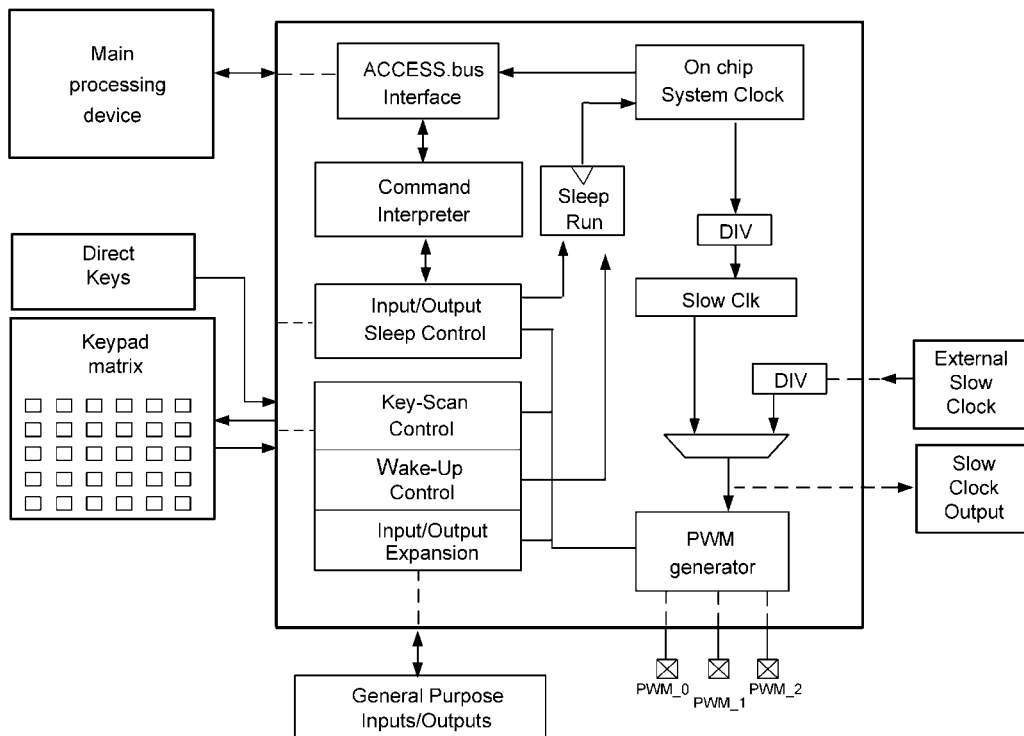 Main
processing
device
ACCESS.bus
Interface
On chip
System Clock
Command
Interpreter
Sleep
Run
DIV
Direct
Keys
Input/Output
Sleep Control
Slow Clk
Keypad
matrix
DIV
External
Slow
Clock
Key-Scan
Control
Wake-Up
Control
Slow
Clock
Output
Input/Output
Expansion
PWM
generator
PWM_0
PWM_1
PWM_2
General Purpose
Inputs/Outputs